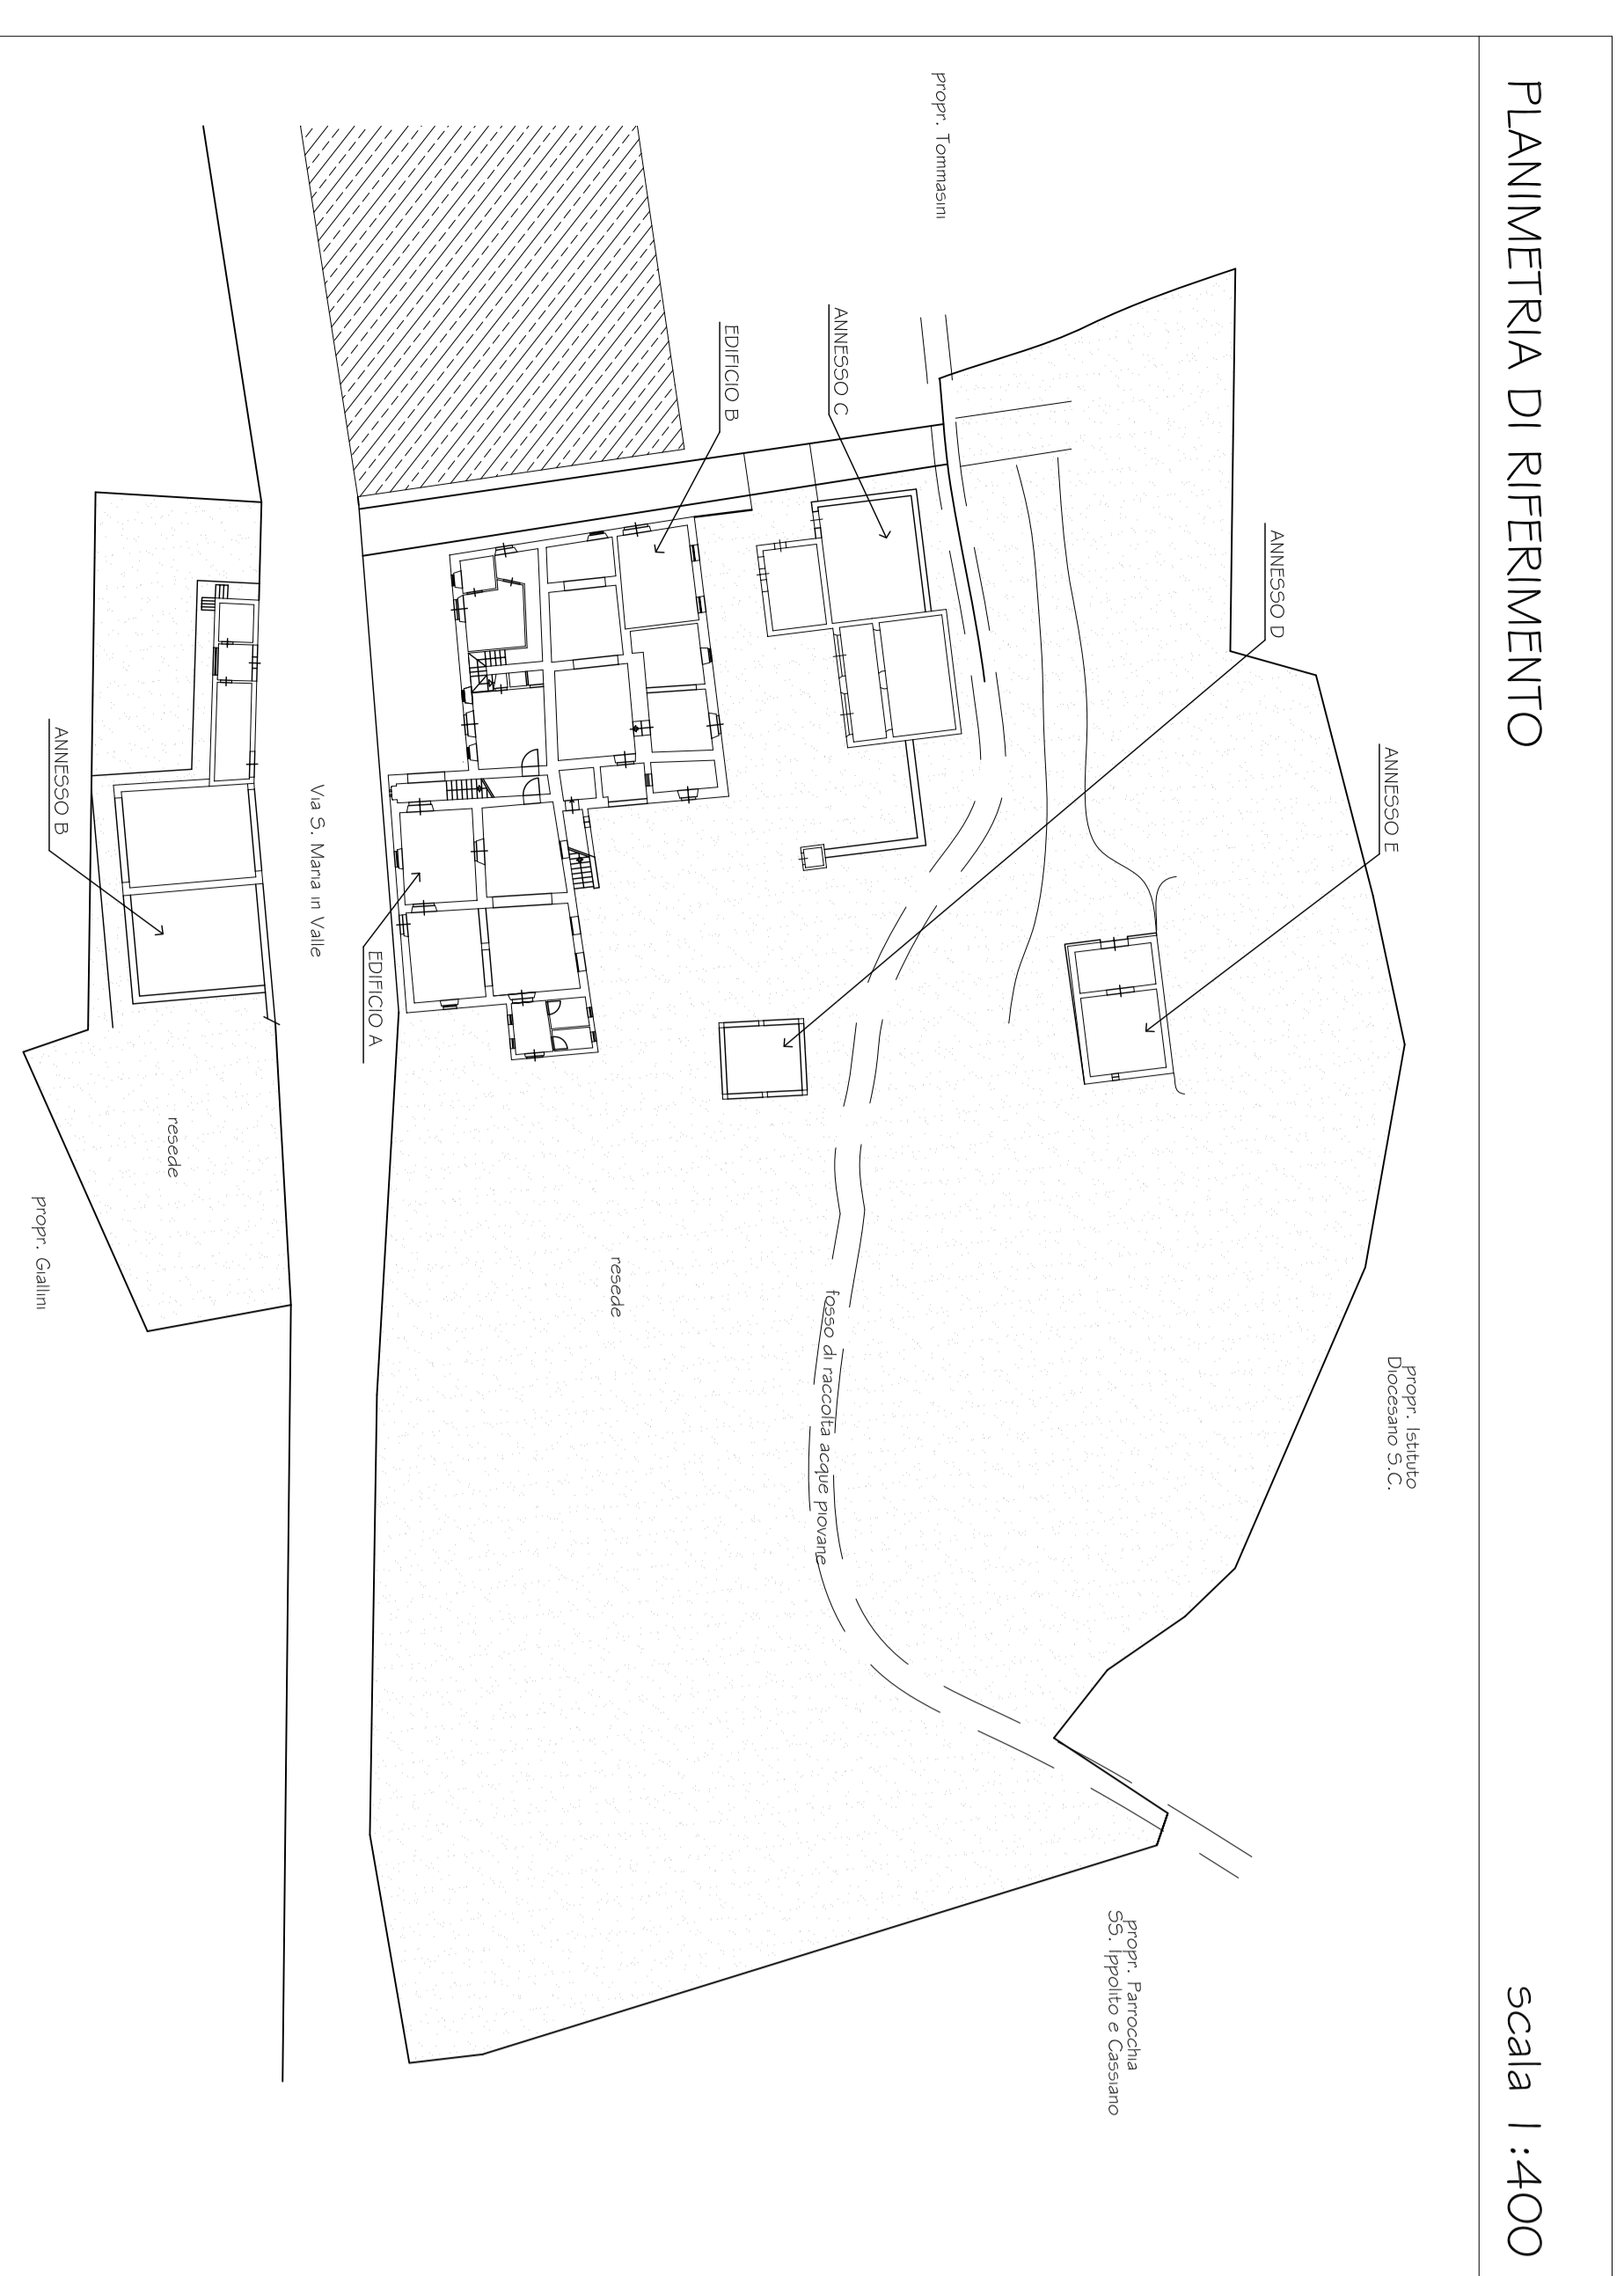 PLANIMETRIA DI RIFERIMENTO
scala 1:400
ANNESSO E
propr. Istituto
Diocesano S.C.
ANNESSO D
propr. Parrocchia
SS. Ippolito e Cassiano
propr. Tommasini
ANNESSO C
fosso di raccolta acque piovane
EDIFICIO B
resede
EDIFICIO A
Via S. Maria in Valle
resede
ANNESSO B
propr. Giallini